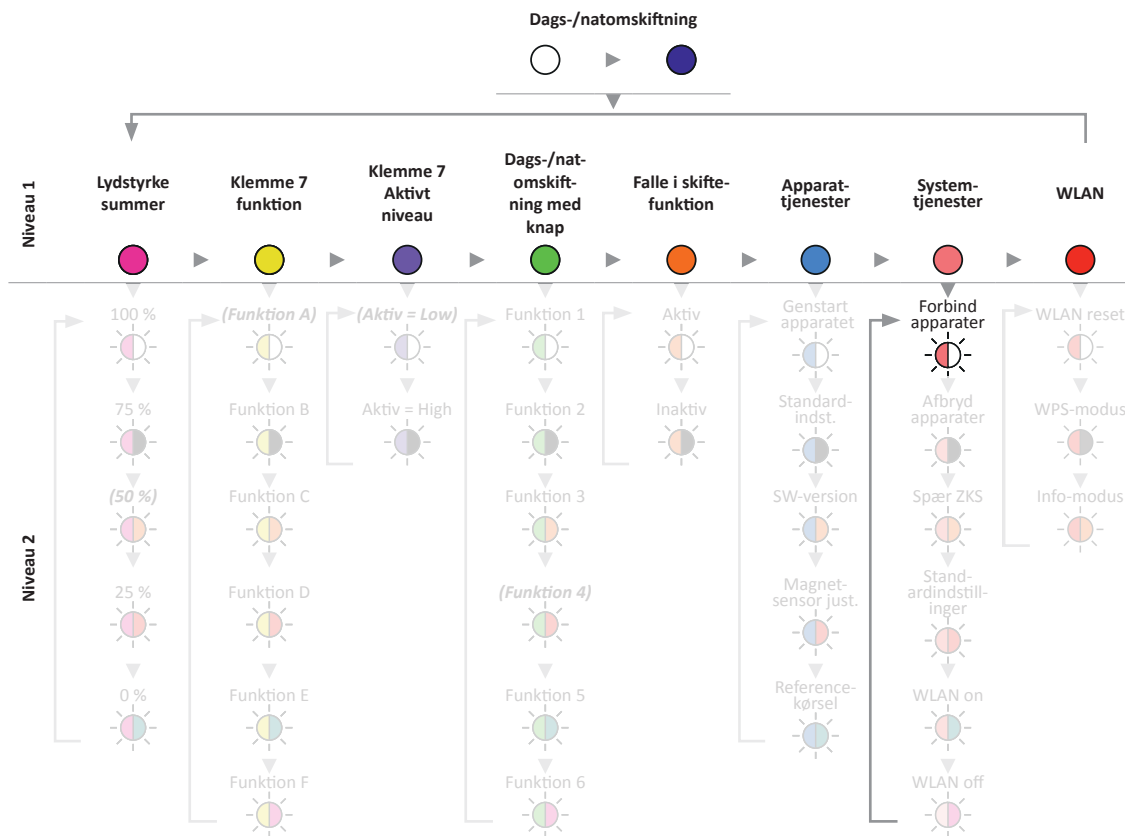 Dags-/natomskiftning
Niveau 1
Lydstyrke
summer
Klemme 7
funktion
Klemme 7
Aktivt
niveau
Dags-/nat-
omskift-
ning med
knap
Falle i skifte-
funktion
Apparat-
tjenester
System-
tjenester
WLAN
Niveau 2
100 %
75 %
(50 %)
25 %
0 %
(Funktion A)
Funktion B
Funktion C
Funktion D
Funktion E
Funktion F
(Aktiv = Low)
Aktiv = High
Funktion 1
Funktion 2
Funktion 3
(Funktion 4)
Funktion 5
Funktion 6
Aktiv
Inaktiv
Genstart
apparatet
Standard-
indst.
SW-version
Magnet-
sensor just.
Reference-
kørsel
Forbind
apparater
Afbryd
apparater
Spær ZKS
Stand-
ardindstil-
linger
WLAN on
WLAN off
WLAN reset
WPS-modus
Info-modus